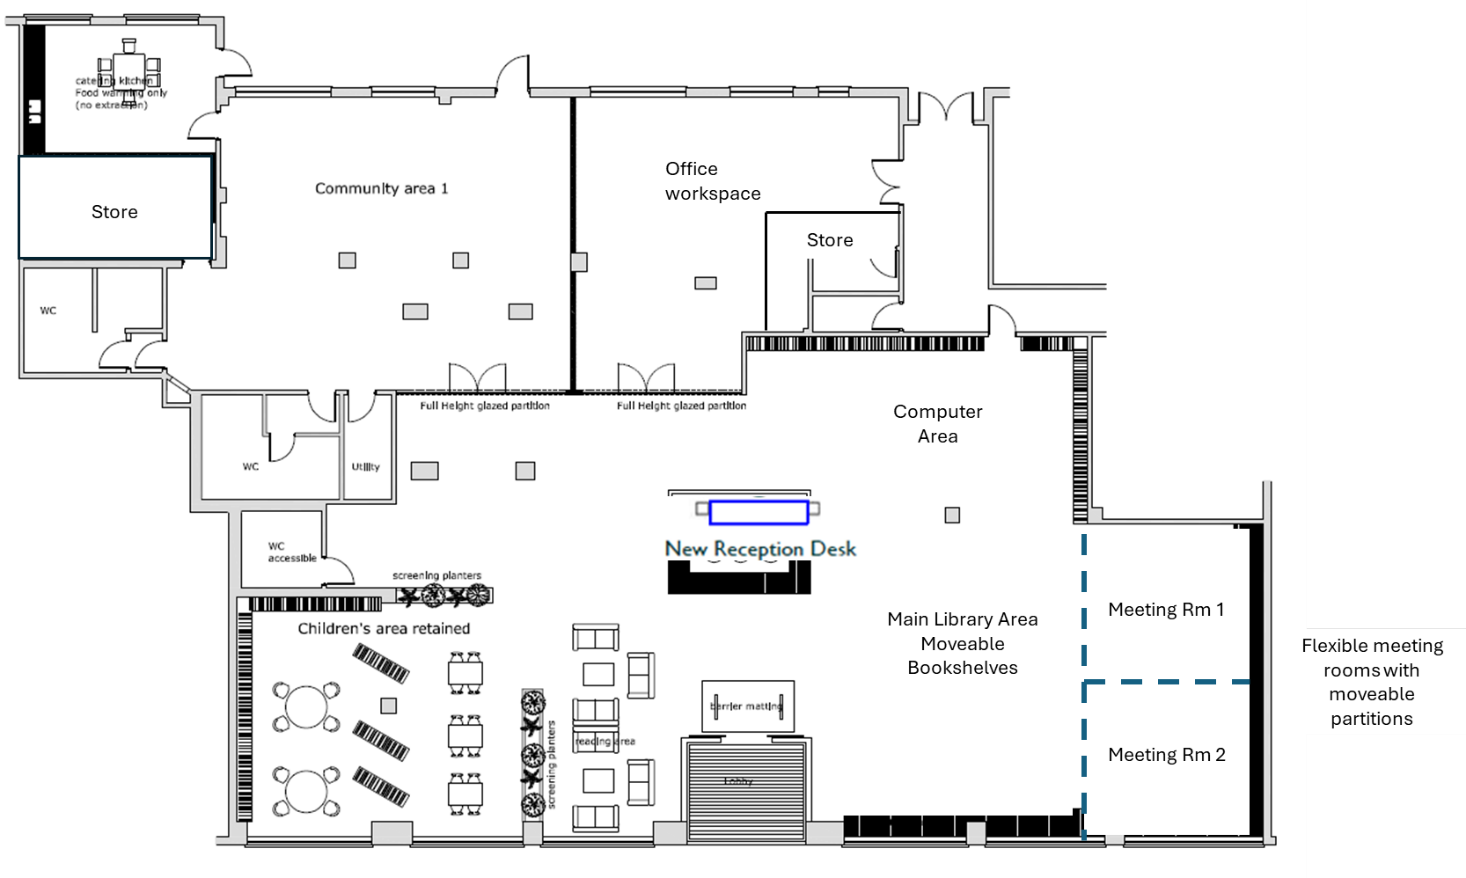 catering kitchen
Food warming only
(no extraction)
Store
Community area 1
Office
workspace
Store
WC
Full Height glazed partition
Full Height glazed partition
Computer
Area
WC
Utility
New Reception Desk
WC
accessible
screening planters
Children's area retained
Main Library Area
Moveable
Bookshelves
Meeting Rm 1
Flexible meeting
rooms with
moveable
partitions
barrier matting
reading area
screening planters
Lobby
Meeting Rm 2